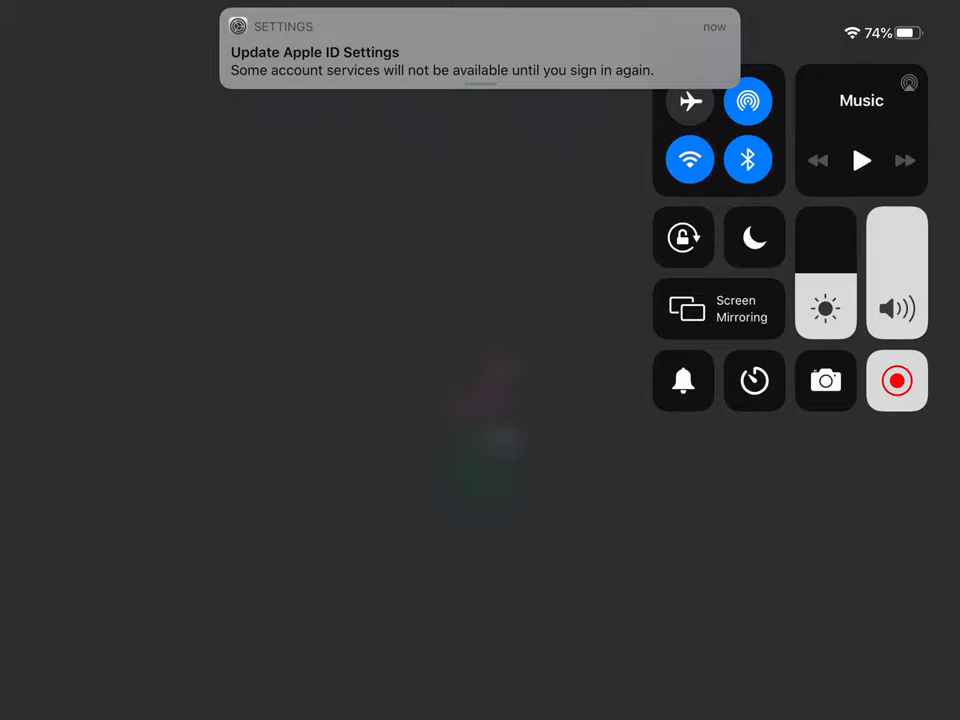 SETTINGS
now
Update Apple ID Settings
Some account services will not be available until you sign in again.
74%
Music
Screen
Mirroring